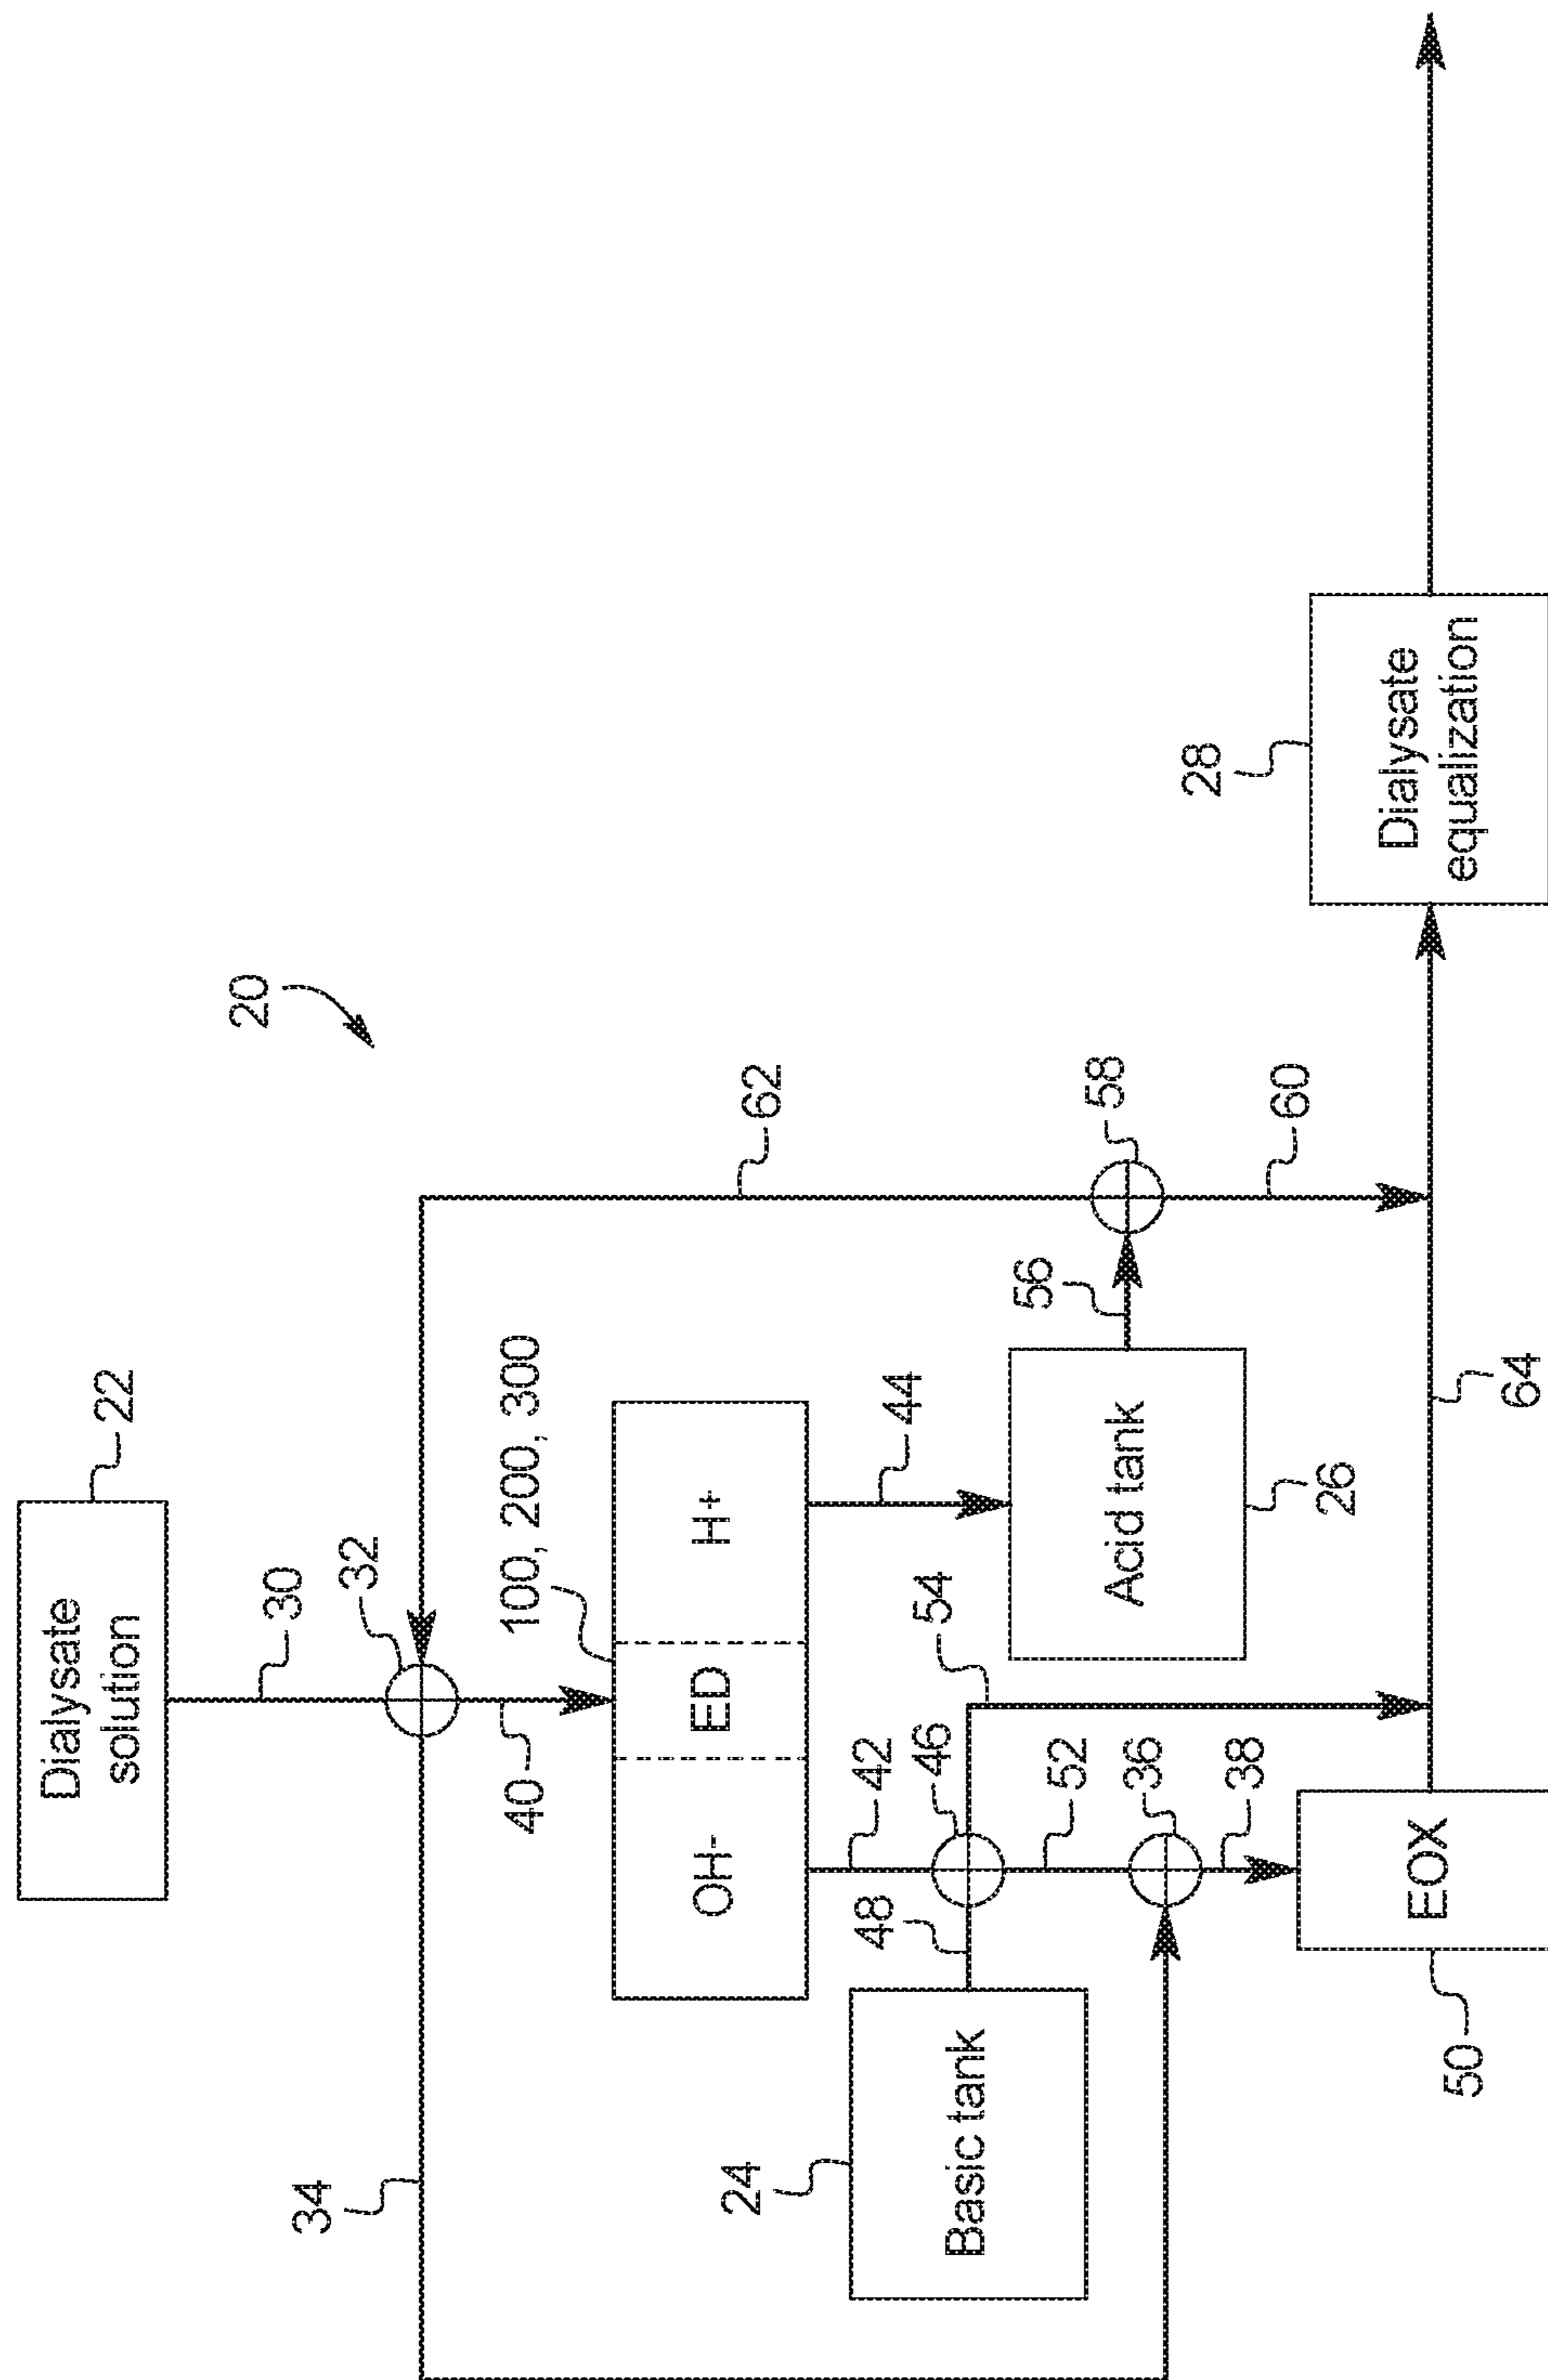 Dialysate
solution
22
30
32
34
40
100, 200, 300
OH-
ED
H+
20
62
42
44
46
48
24
Basic tank
54
52
36
38
Acid tank
26
56
58
60
EOX
50
64
28
Dialysate
equalization